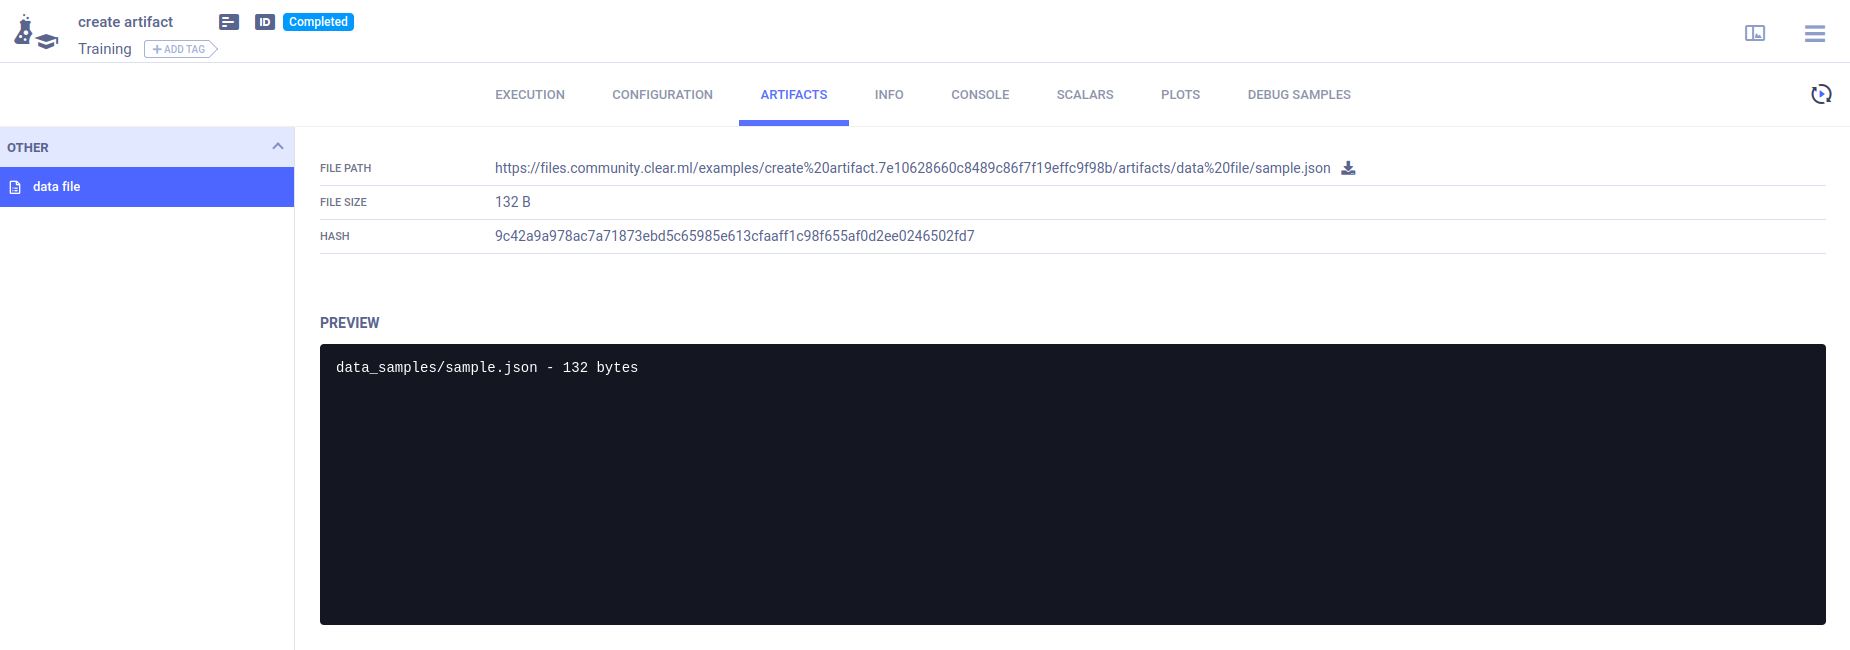 create artifact ID Completed
Training + ADD TAG
EXECUTION CONFIGURATION ARTIFACTS INFO CONSOLE SCALARS PLOTS DEBUG SAMPLES
OTHER
data file
FILE PATH https://files.community.clear.ml/examples/create%20artifact.7e10628660c8489c86f7f19effc9f98b/artifacts/data%20file/sample.json
FILE SIZE 132 B
HASH 9c42a9a978ac7a71873ebd5c65985e613cfaaff1c98f655af0d2ee0246502fd7
PREVIEW
data_samples/sample.json - 132 bytes